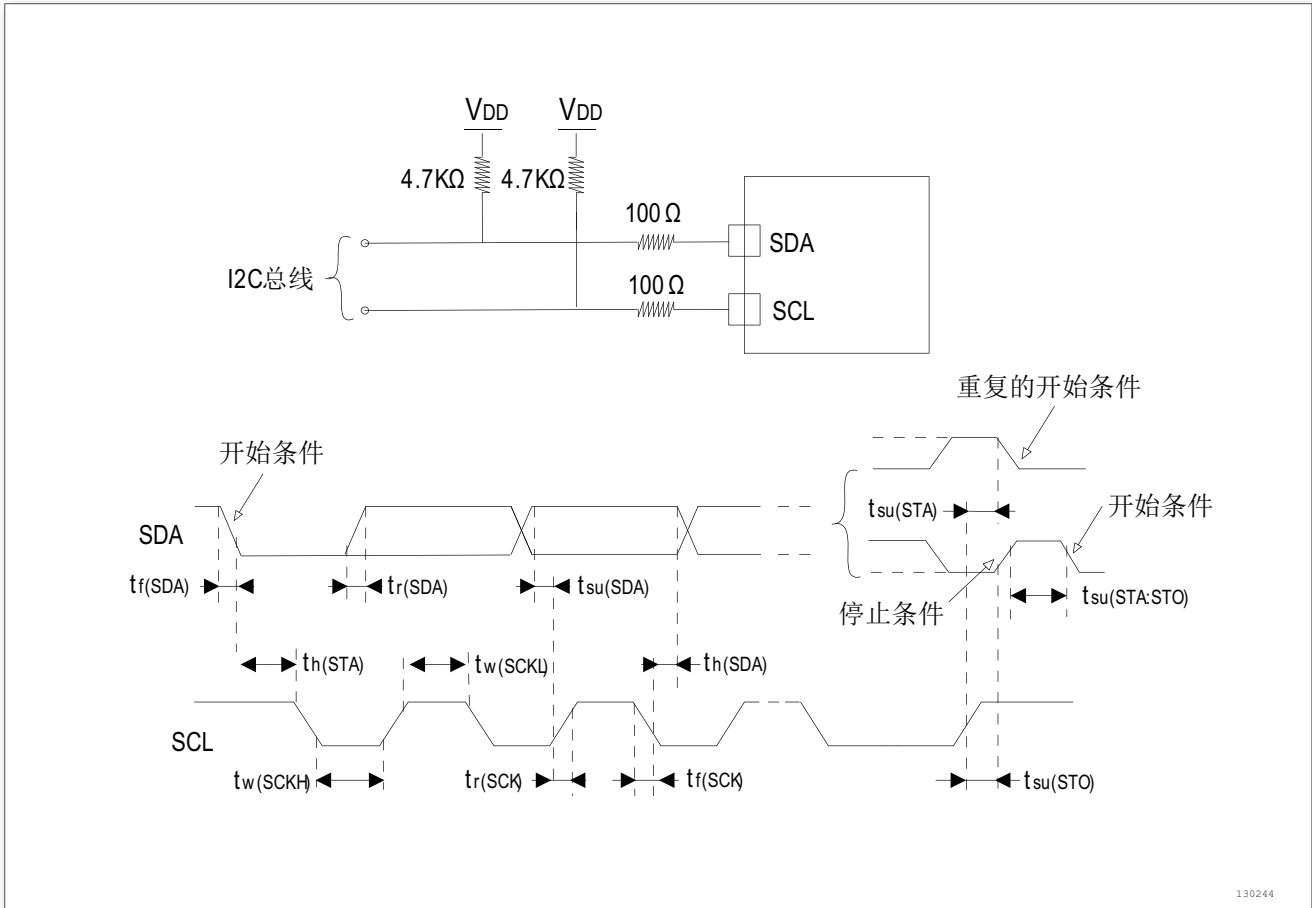 VDD VDD
4.7KΩ 4.7KΩ
100 Ω
SDA
I2C总线
100 Ω
SCL
重复的开始条件
开始条件
tsu(STA)
开始条件
SDA
tf(SDA) tr(SDA) tsu(SDA)
停止条件
tsu(STA:STO)
th(STA) tw(SCKL) th(SDA)
SCL
tw(SCKH) tr(SCK) tf(SCK) tsu(STO)
130244